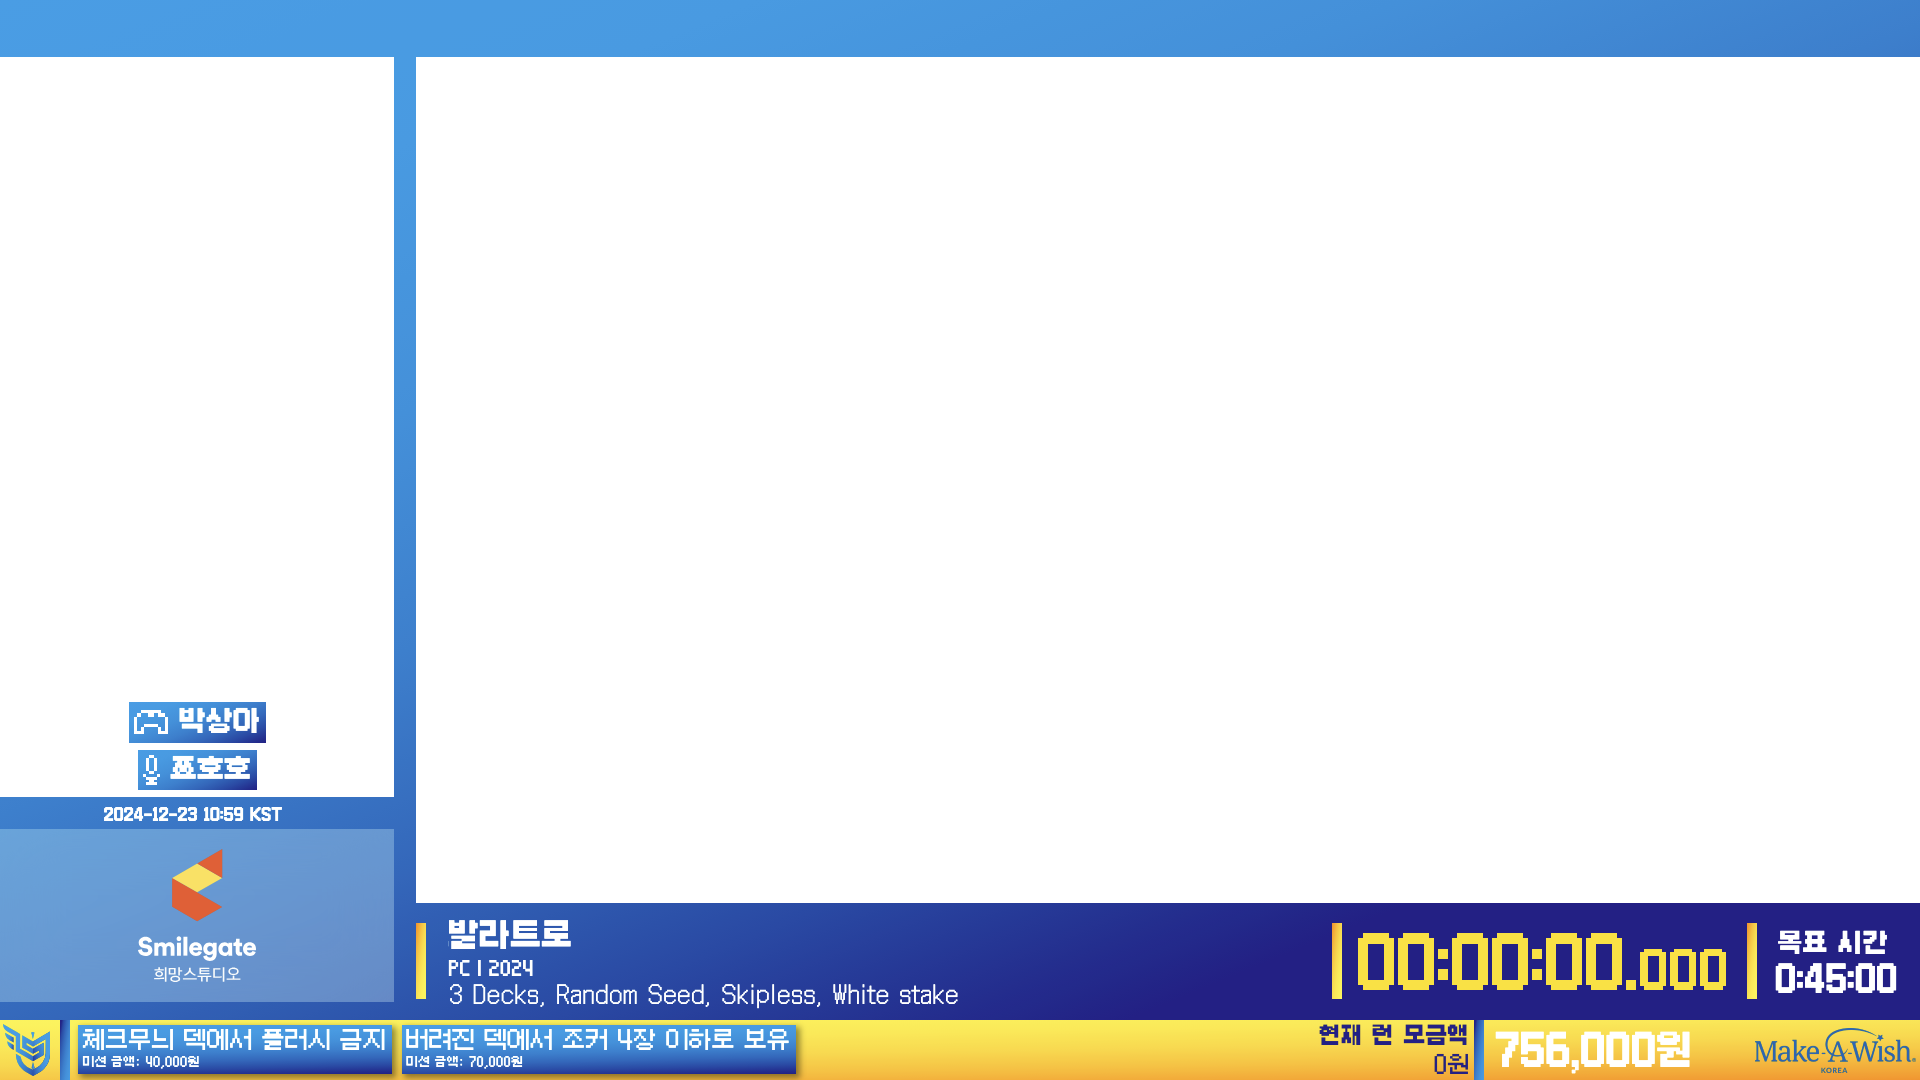 박상아
죠호호
2024-12-23 10:59 KST
Smilegate
희망스튜디오
발라트로
PC | 2024
3 Decks, Random Seed, Skipless, White stake
00:00:00.000
목표 시간
0:45:00
체크무늬 덱에서 플러시 금지
미션 금액: 40,000원
버려진 덱에서 조커 4장 이하로 보유
미션 금액: 70,000원
현재 런 모금액
0원
756,000원
Make-A-Wish.
KOREA